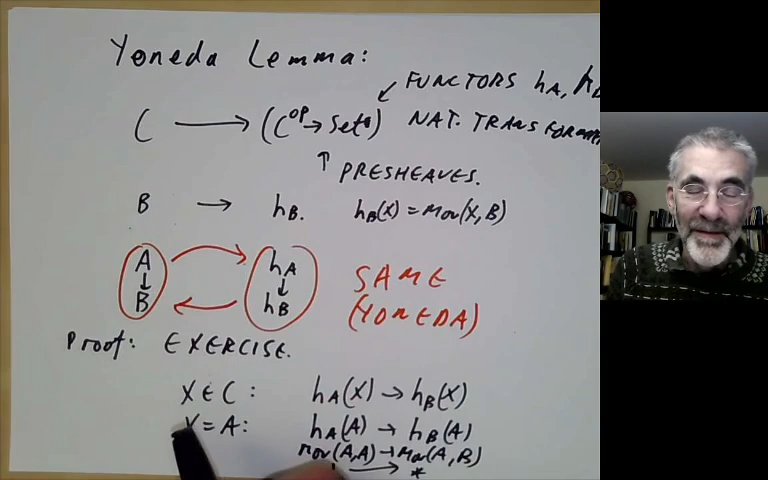 Yoneda Lemma:
FUNCTORS hA, h
C → (C^op → Sets) NAT. TRANSFORMA
↑ PRESHEAVES.
B → hB. hB(X) = Mor(X, B)
A hA SAME
↓ ↓
B hB (YONEDA)
Proof: EXERCISE.
X ∈ C: hA(X) → hB(X)
X = A: hA(A) → hB(A)
Mor(A,A) → Mor(A,B)
→ *